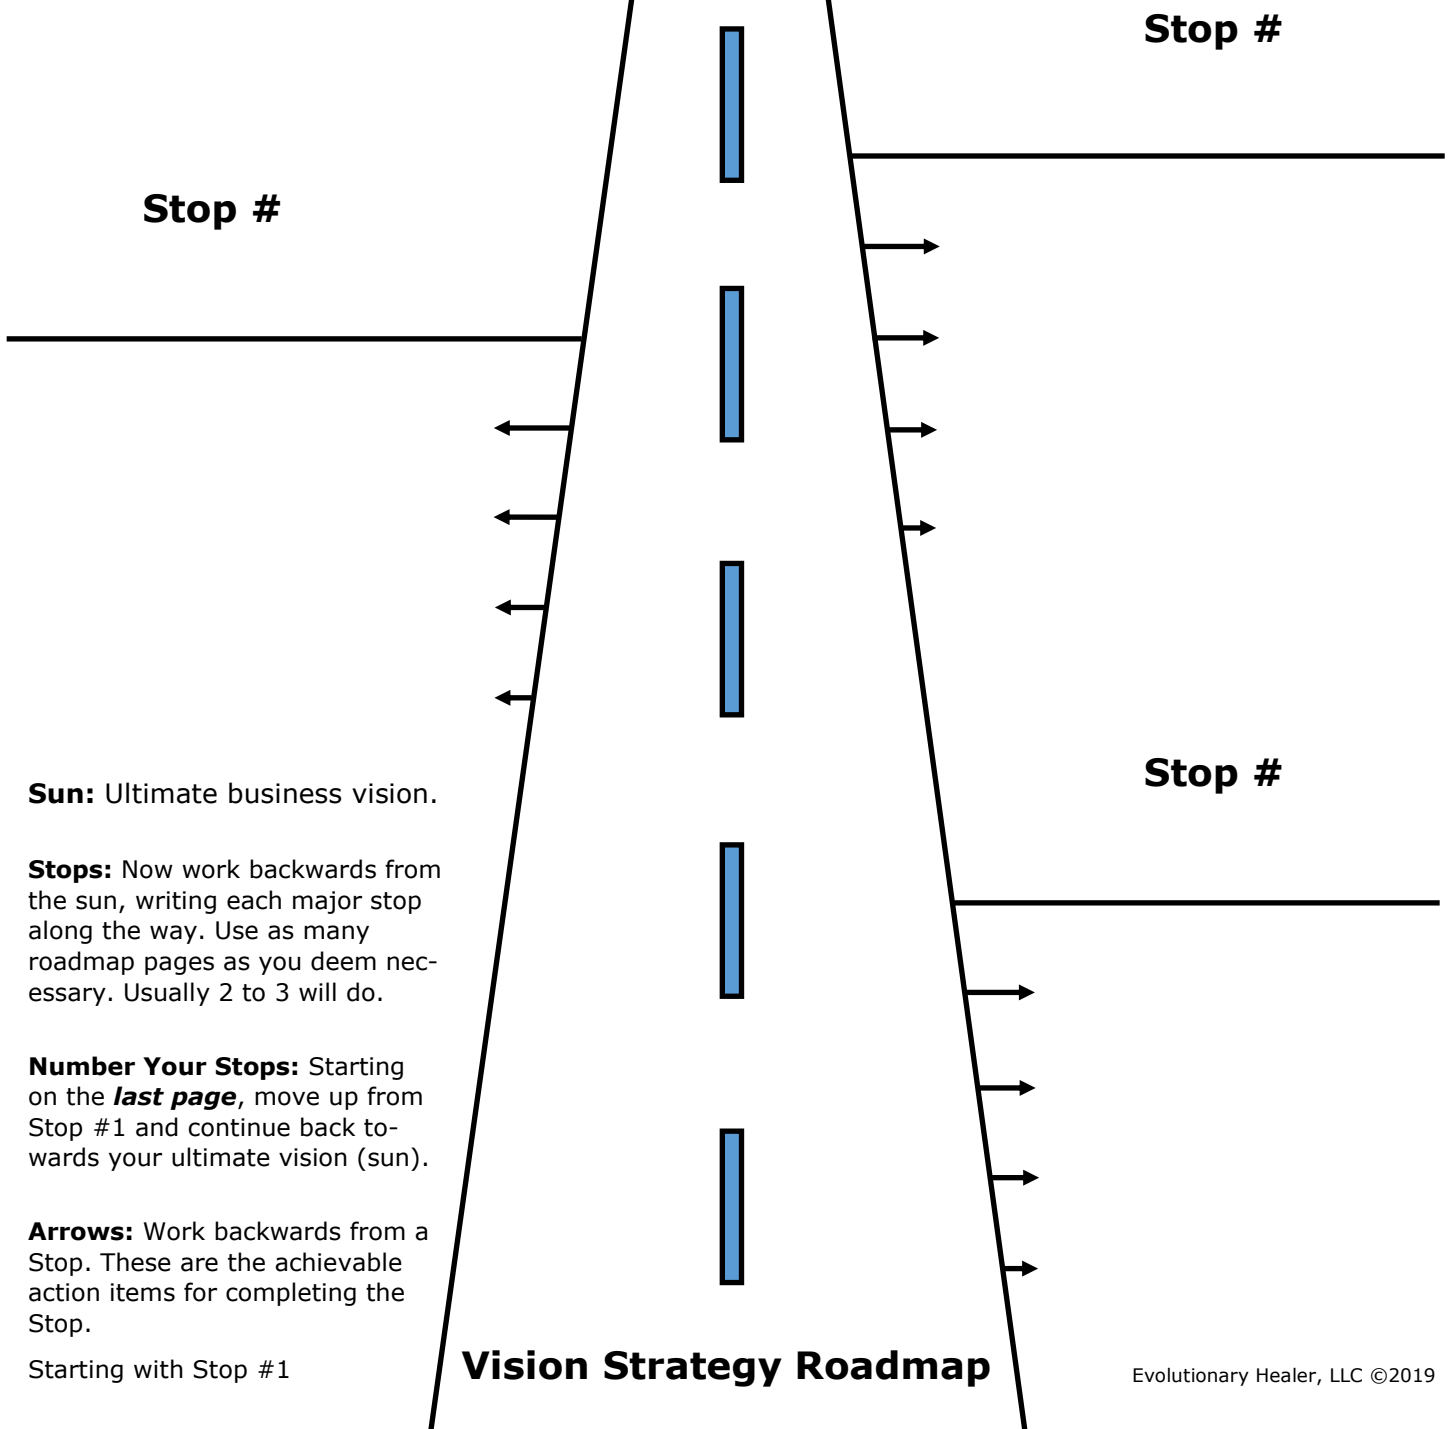 Stop #
Stop #
Stop #
Sun: Ultimate business vision.
Stops: Now work backwards from
the sun, writing each major stop
along the way. Use as many
roadmap pages as you deem nec-
essary. Usually 2 to 3 will do.
Number Your Stops: Starting
on the last page, move up from
Stop #1 and continue back to-
wards your ultimate vision (sun).
Arrows: Work backwards from a
Stop. These are the achievable
action items for completing the
Stop.
Starting with Stop #1
Vision Strategy Roadmap
Evolutionary Healer, LLC ©2019